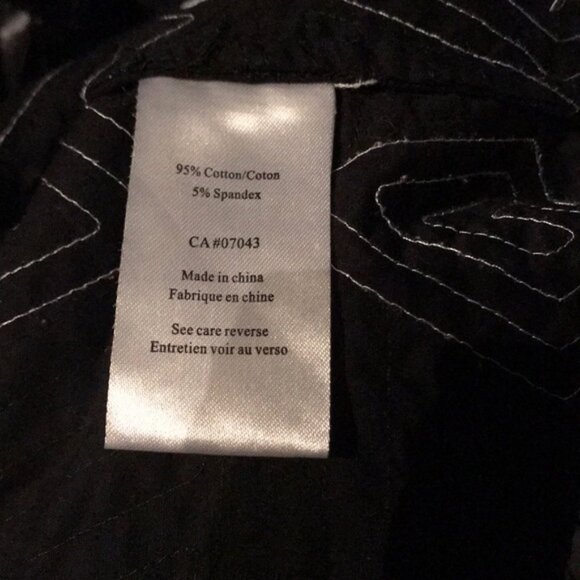 95% Cotton/Coton
5% Spandex
CA#07043
Made in china
Fabrique en chine
See care reverse
Entretien voir au verso